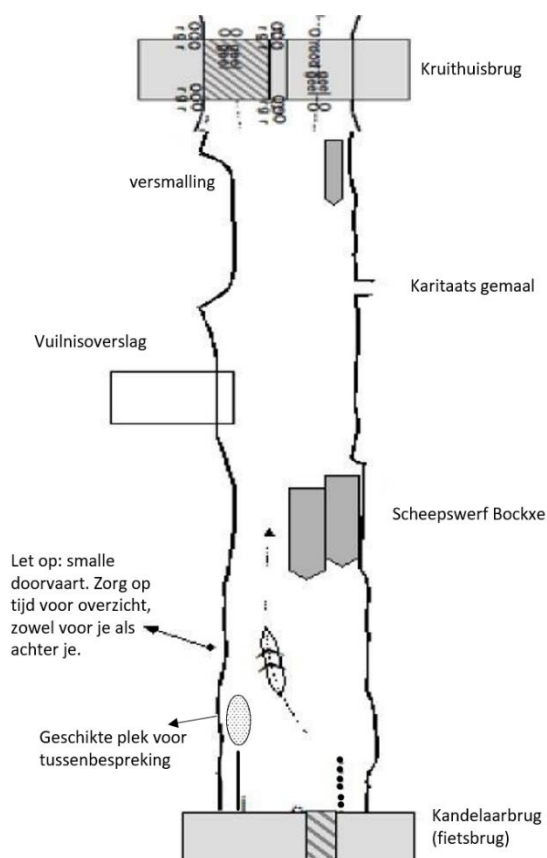 Kruithuisbrug
versmalling
Karitaats gemaal
Vuilnisoverslag
Scheepswerf Bockxe
Let op: smalle
doorvaart. Zorg op
tijd voor overzicht,
zowel voor je als
achter je.
Geschikte plek voor
tussenbespreking
Kandelaarbrug
(fietsbrug)